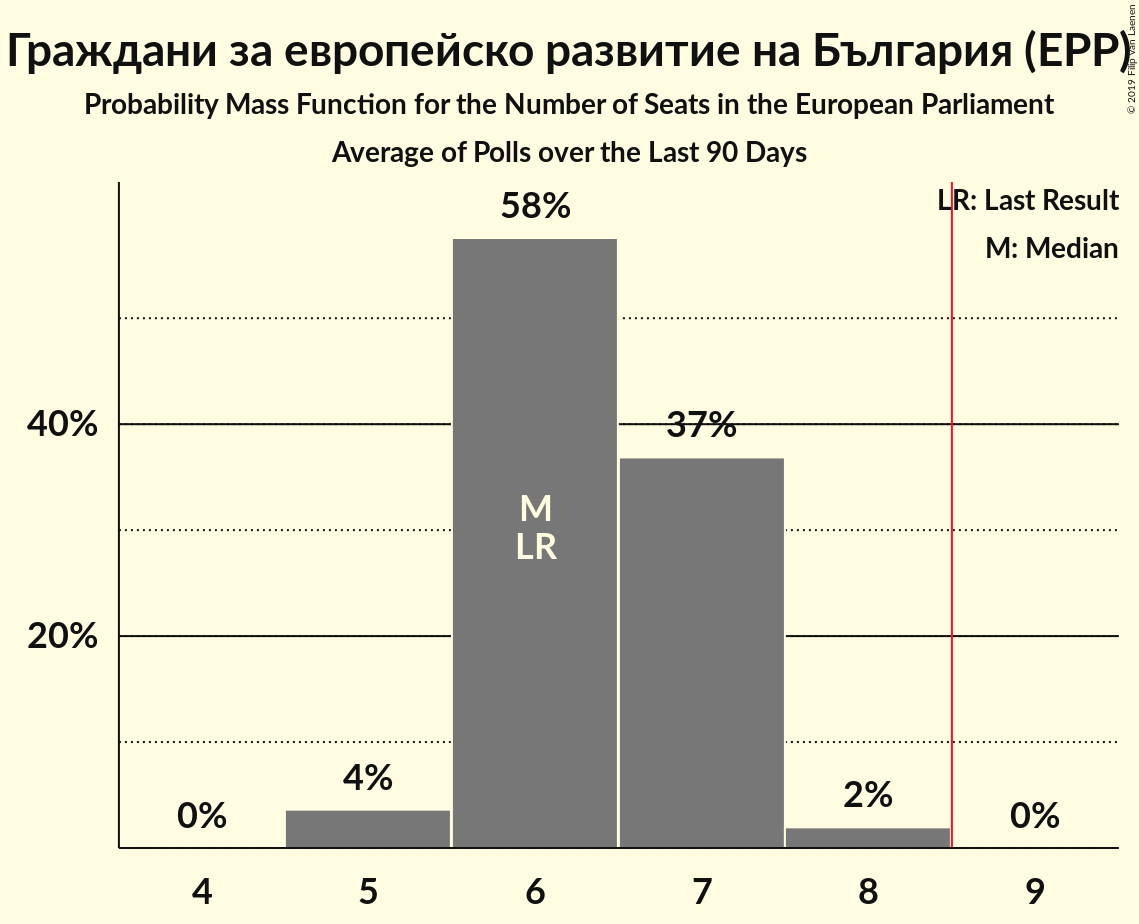 Граждани за европейско развитие на България (EPP)
© 2019 Filip van Laenen
Probability Mass Function for the Number of Seats in the European Parliament
Average of Polls over the Last 90 Days
LR: Last Result
M: Median
58%
40%
37%
M
LR
20%
4%
2%
0%
0%
4 5 6 7 8 9